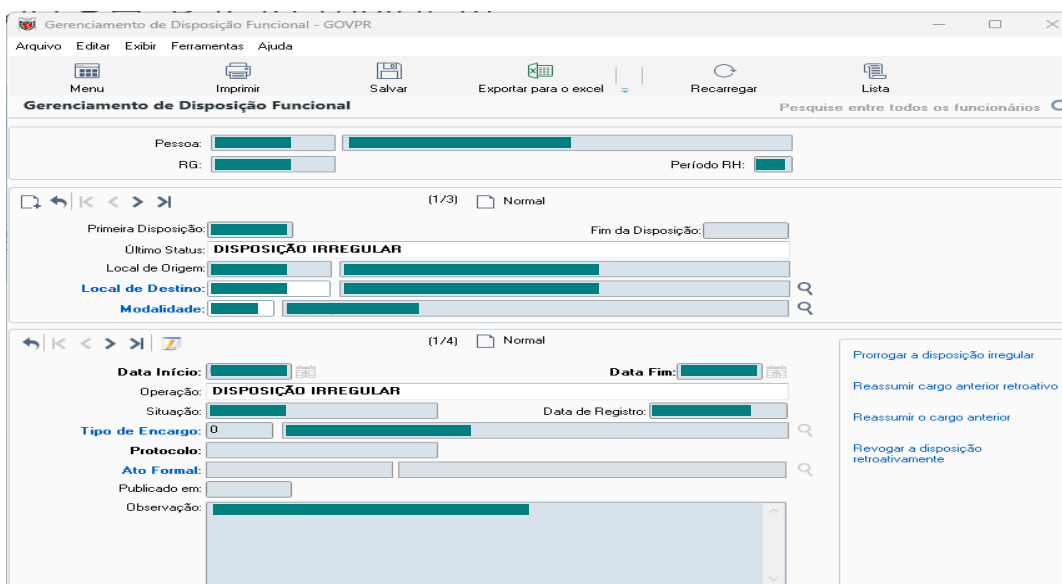 Gerenciamento de Disposição Funcional - GOVPR
Arquivo Editar Exibir Ferramentas Ajuda
Menu Imprimir Salvar Exportar para o excel Recarregar Lista
Gerenciamento de Disposição Funcional Pesquise entre todos os funcionários
Pessoa:
RG: Período RH:
(1/3) Normal
Primeira Disposição: Fim da Disposição:
Último Status: DISPOSIÇÃO IRREGULAR
Local de Origem:
Local de Destino:
Modalidade:
(1/4) Normal
Data Início: Data Fim:
Operação: DISPOSIÇÃO IRREGULAR
Situação: Data de Registro:
Tipo de Encargo: 0
Protocolo:
Ato Formal:
Publicado em:
Observação:
Prorrogar a disposição irregular
Reassumir cargo anterior retroativo
Reassumir o cargo anterior
Revogar a disposição
retroativamente